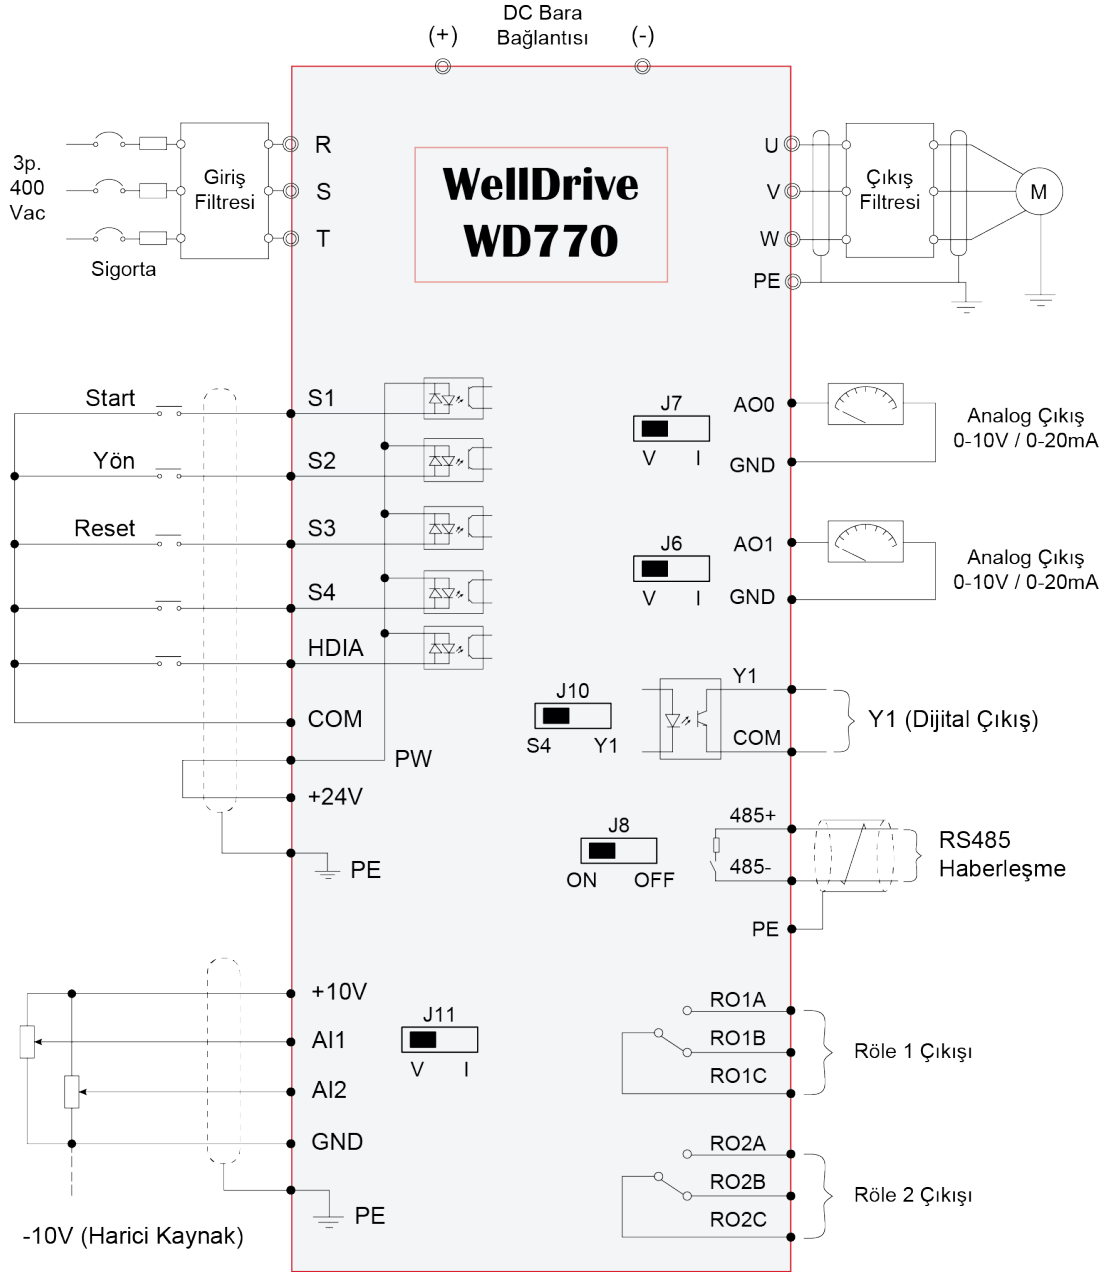 (+)
DC Bara
Bağlantısı
(-)
3p.
400
Vac
Sigorta
Giriş
Filtresi
R
S
T
WellDrive
WD770
U
V
W
PE
Çıkış
Filtresi
M
Start
Yön
Reset
S1
S2
S3
S4
HDIA
COM
PW
+24V
PE
J7
V I
AO0
GND
Analog Çıkış
0-10V / 0-20mA
J6
V I
AO1
GND
Analog Çıkış
0-10V / 0-20mA
J10
S4 Y1
Y1
COM
Y1 (Dijital Çıkış)
J8
ON OFF
485+
485-
PE
RS485
Haberleşme
+10V
AI1
AI2
GND
PE
-10V (Harici Kaynak)
J11
V I
RO1A
RO1B
RO1C
Röle 1 Çıkışı
RO2A
RO2B
RO2C
Röle 2 Çıkışı